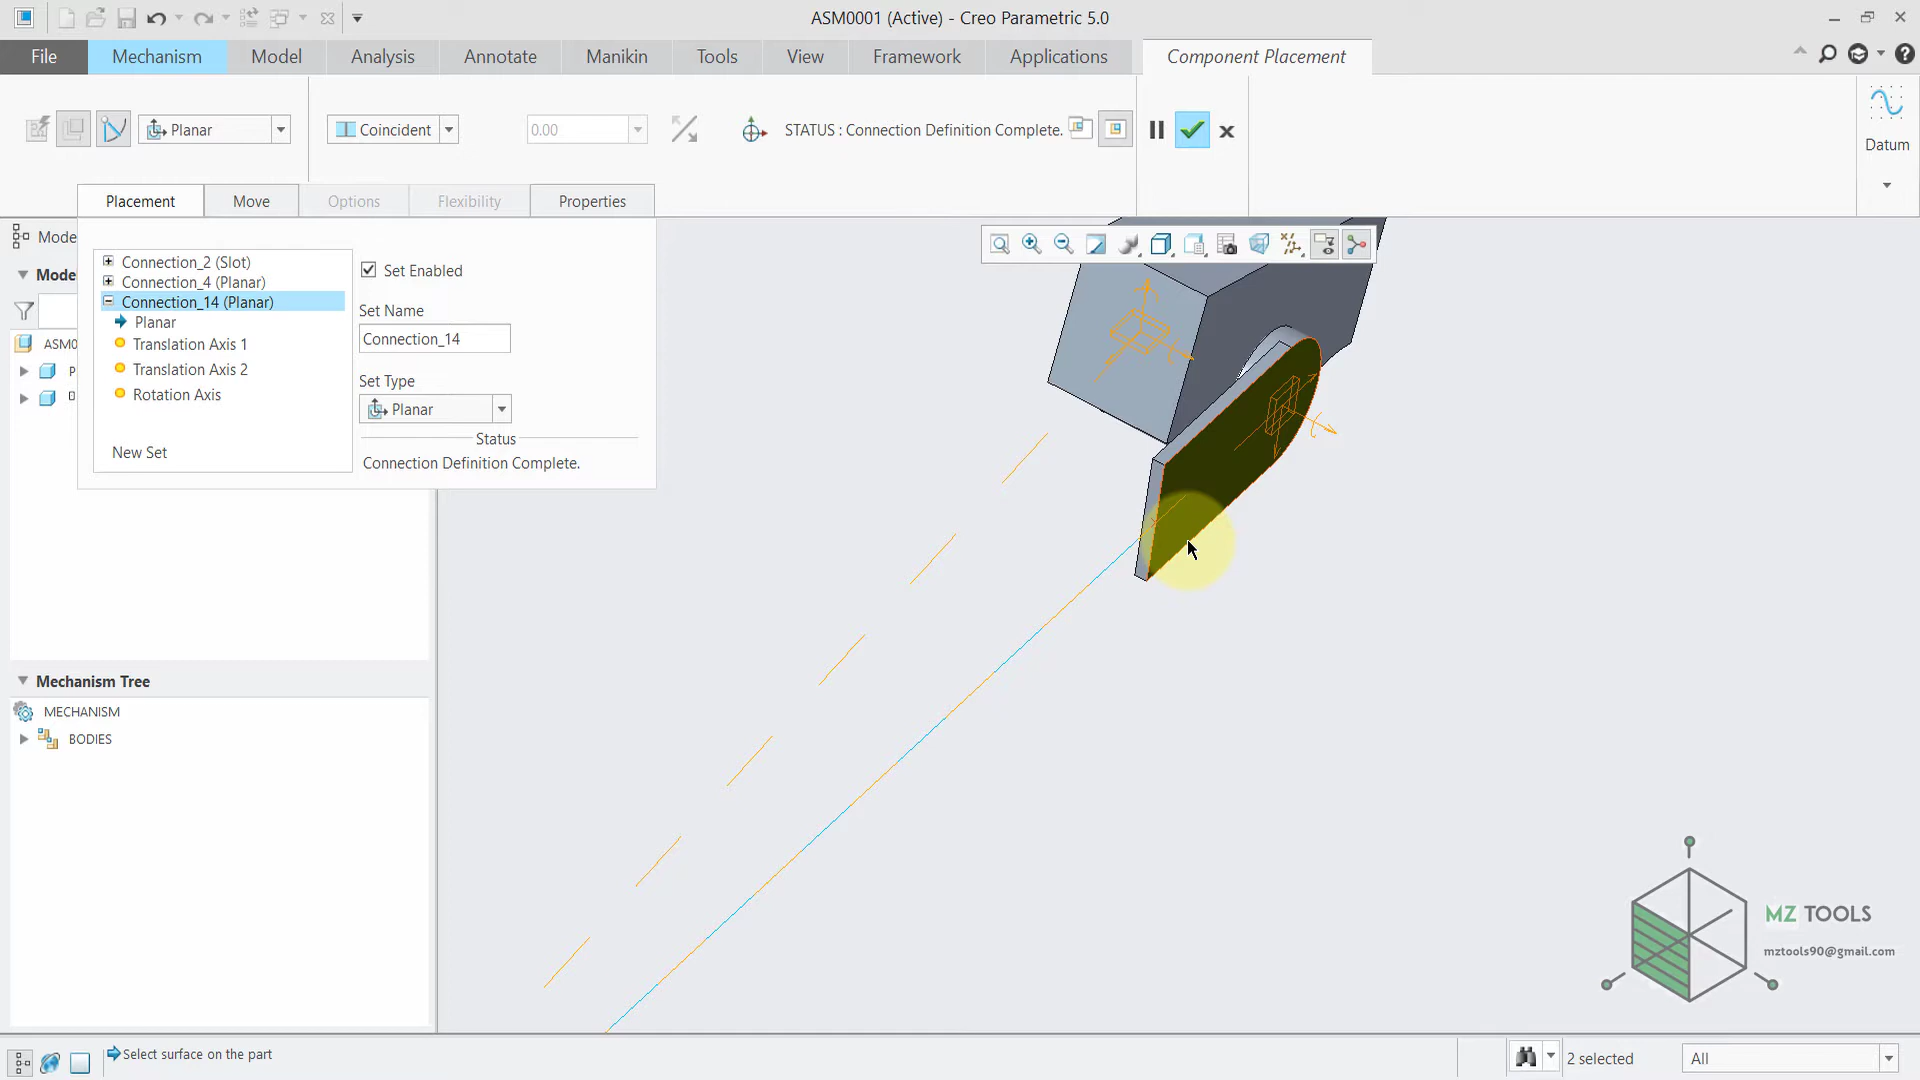 ASM0001 (Active) - Creo Parametric 5.0
File Mechanism Model Analysis Annotate Manikin Tools View Framework Applications Component Placement
Planar Coincident 0.00 STATUS : Connection Definition Complete.
Datum
Placement Move Options Flexibility Properties
Mode
Mode
ASM0
P
Connection_2 (Slot)
Connection_4 (Planar)
Connection_14 (Planar)
Planar
Translation Axis 1
Translation Axis 2
Rotation Axis
New Set
Set Enabled
Set Name
Connection_14
Set Type
Planar
Status
Connection Definition Complete.
Mechanism Tree
MECHANISM
BODIES
MZ TOOLS
mztools90@gmail.com
Select surface on the part
2 selected All